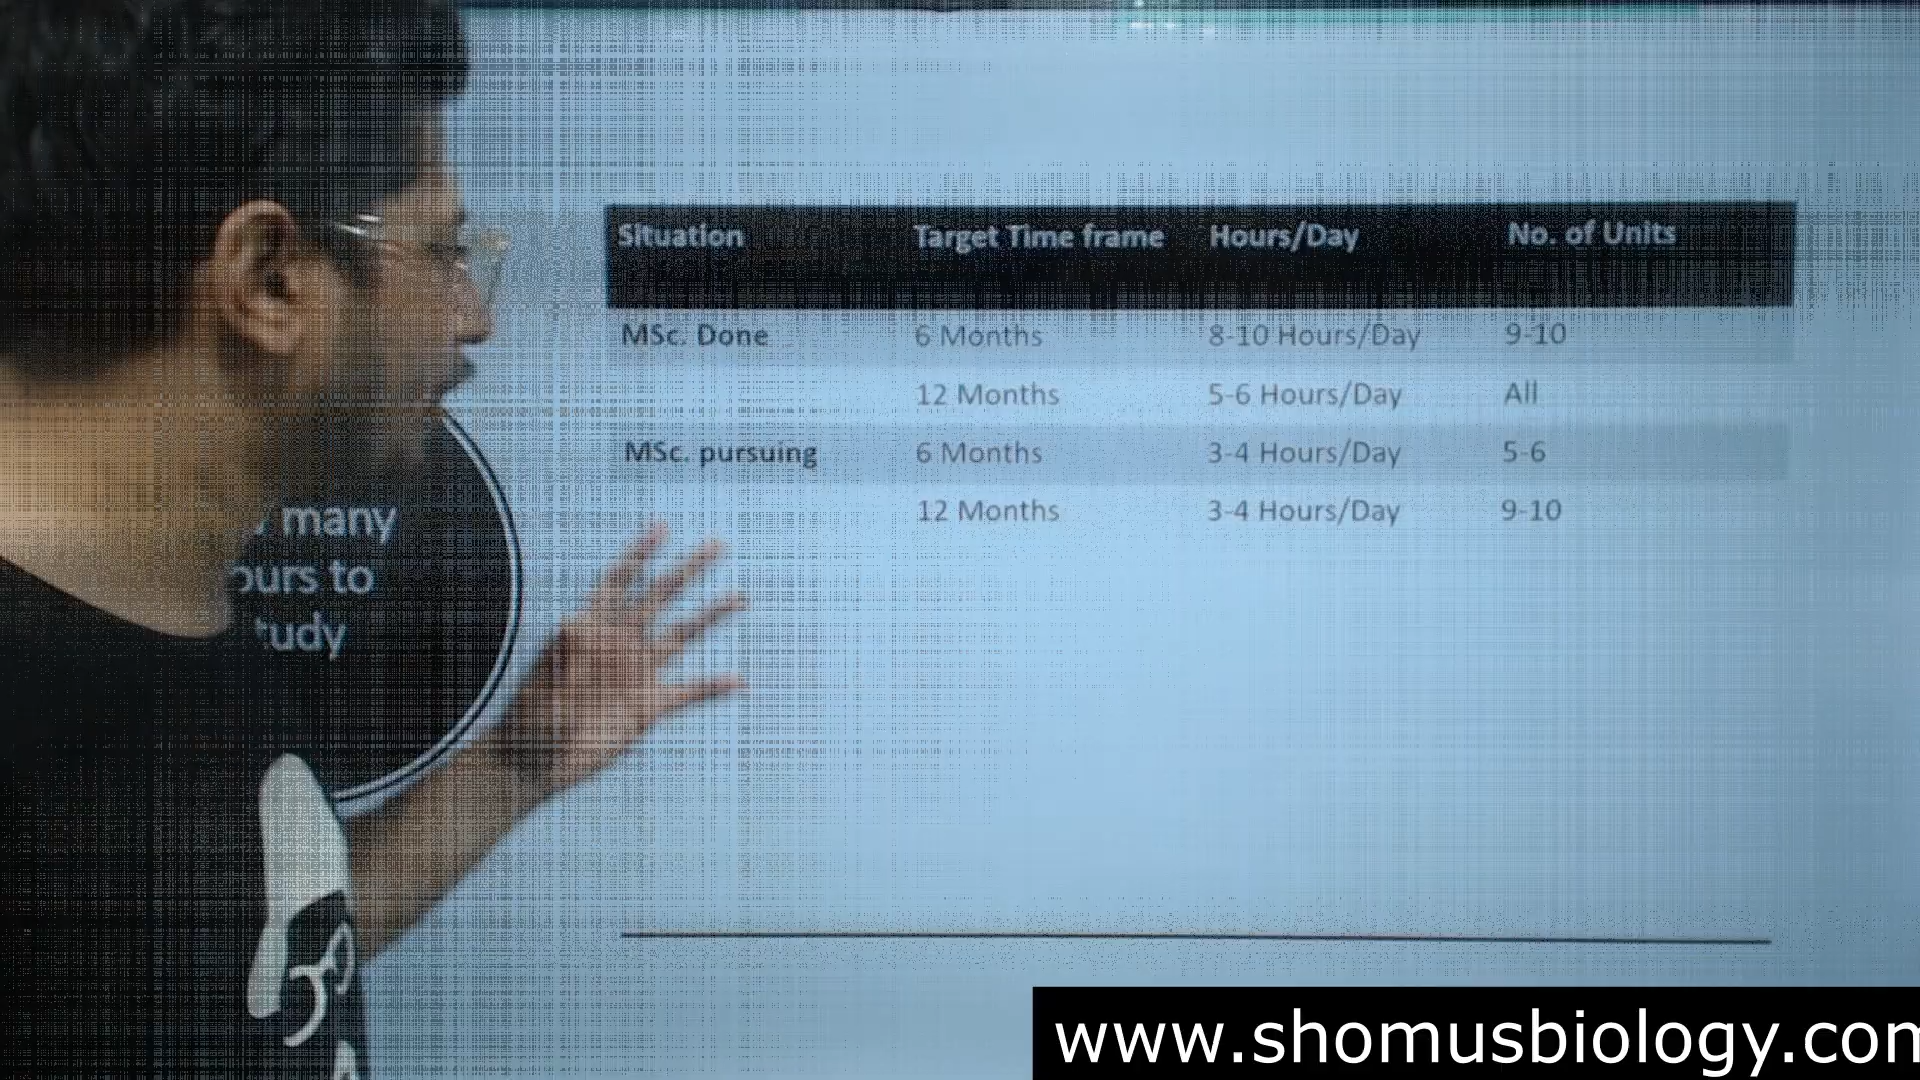 many
ours to
tudy
Situation Target Time frame Hours/Day No. of Units
MSc. Done 6 Months 8-10 Hours/Day 9-10
12 Months 5-6 Hours/Day All
MSc. pursuing 6 Months 3-4 Hours/Day 5-6
12 Months 3-4 Hours/Day 9-10
www.shomusbiology.com